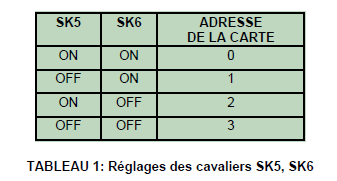 SK5 SK6 ADRESSE
DE LA CARTE
ON ON 0
OFF ON 1
ON OFF 2
OFF OFF 3
TABLEAU 1: Réglages des cavaliers SK5, SK6